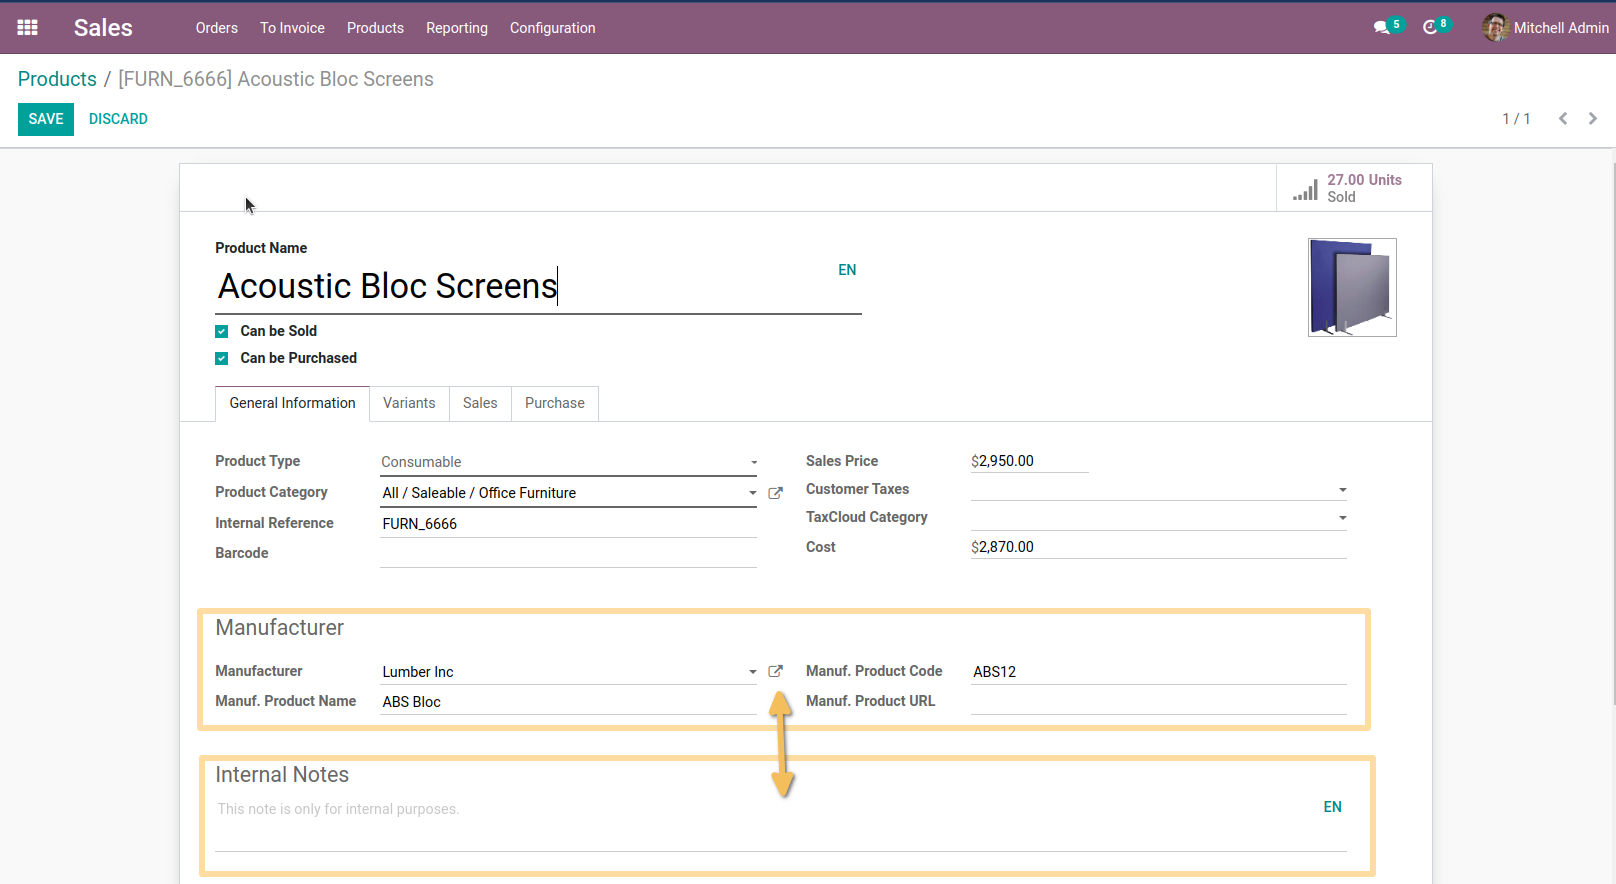 Sales Orders To Invoice Products Reporting Configuration 5 8 Mitchell Admin
Products / [FURN_6666] Acoustic Bloc Screens
SAVE DISCARD 1 / 1
27.00 Units
Sold
Product Name
Acoustic Bloc Screens EN
Can be Sold
Can be Purchased
General Information Variants Sales Purchase
Product Type Consumable Sales Price $2,950.00
Product Category All / Saleable / Office Furniture Customer Taxes
Internal Reference FURN_6666 TaxCloud Category
Barcode Cost $2,870.00
Manufacturer
Manufacturer Lumber Inc Manuf. Product Code ABS12
Manuf. Product Name ABS Bloc Manuf. Product URL
Internal Notes
This note is only for internal purposes. EN